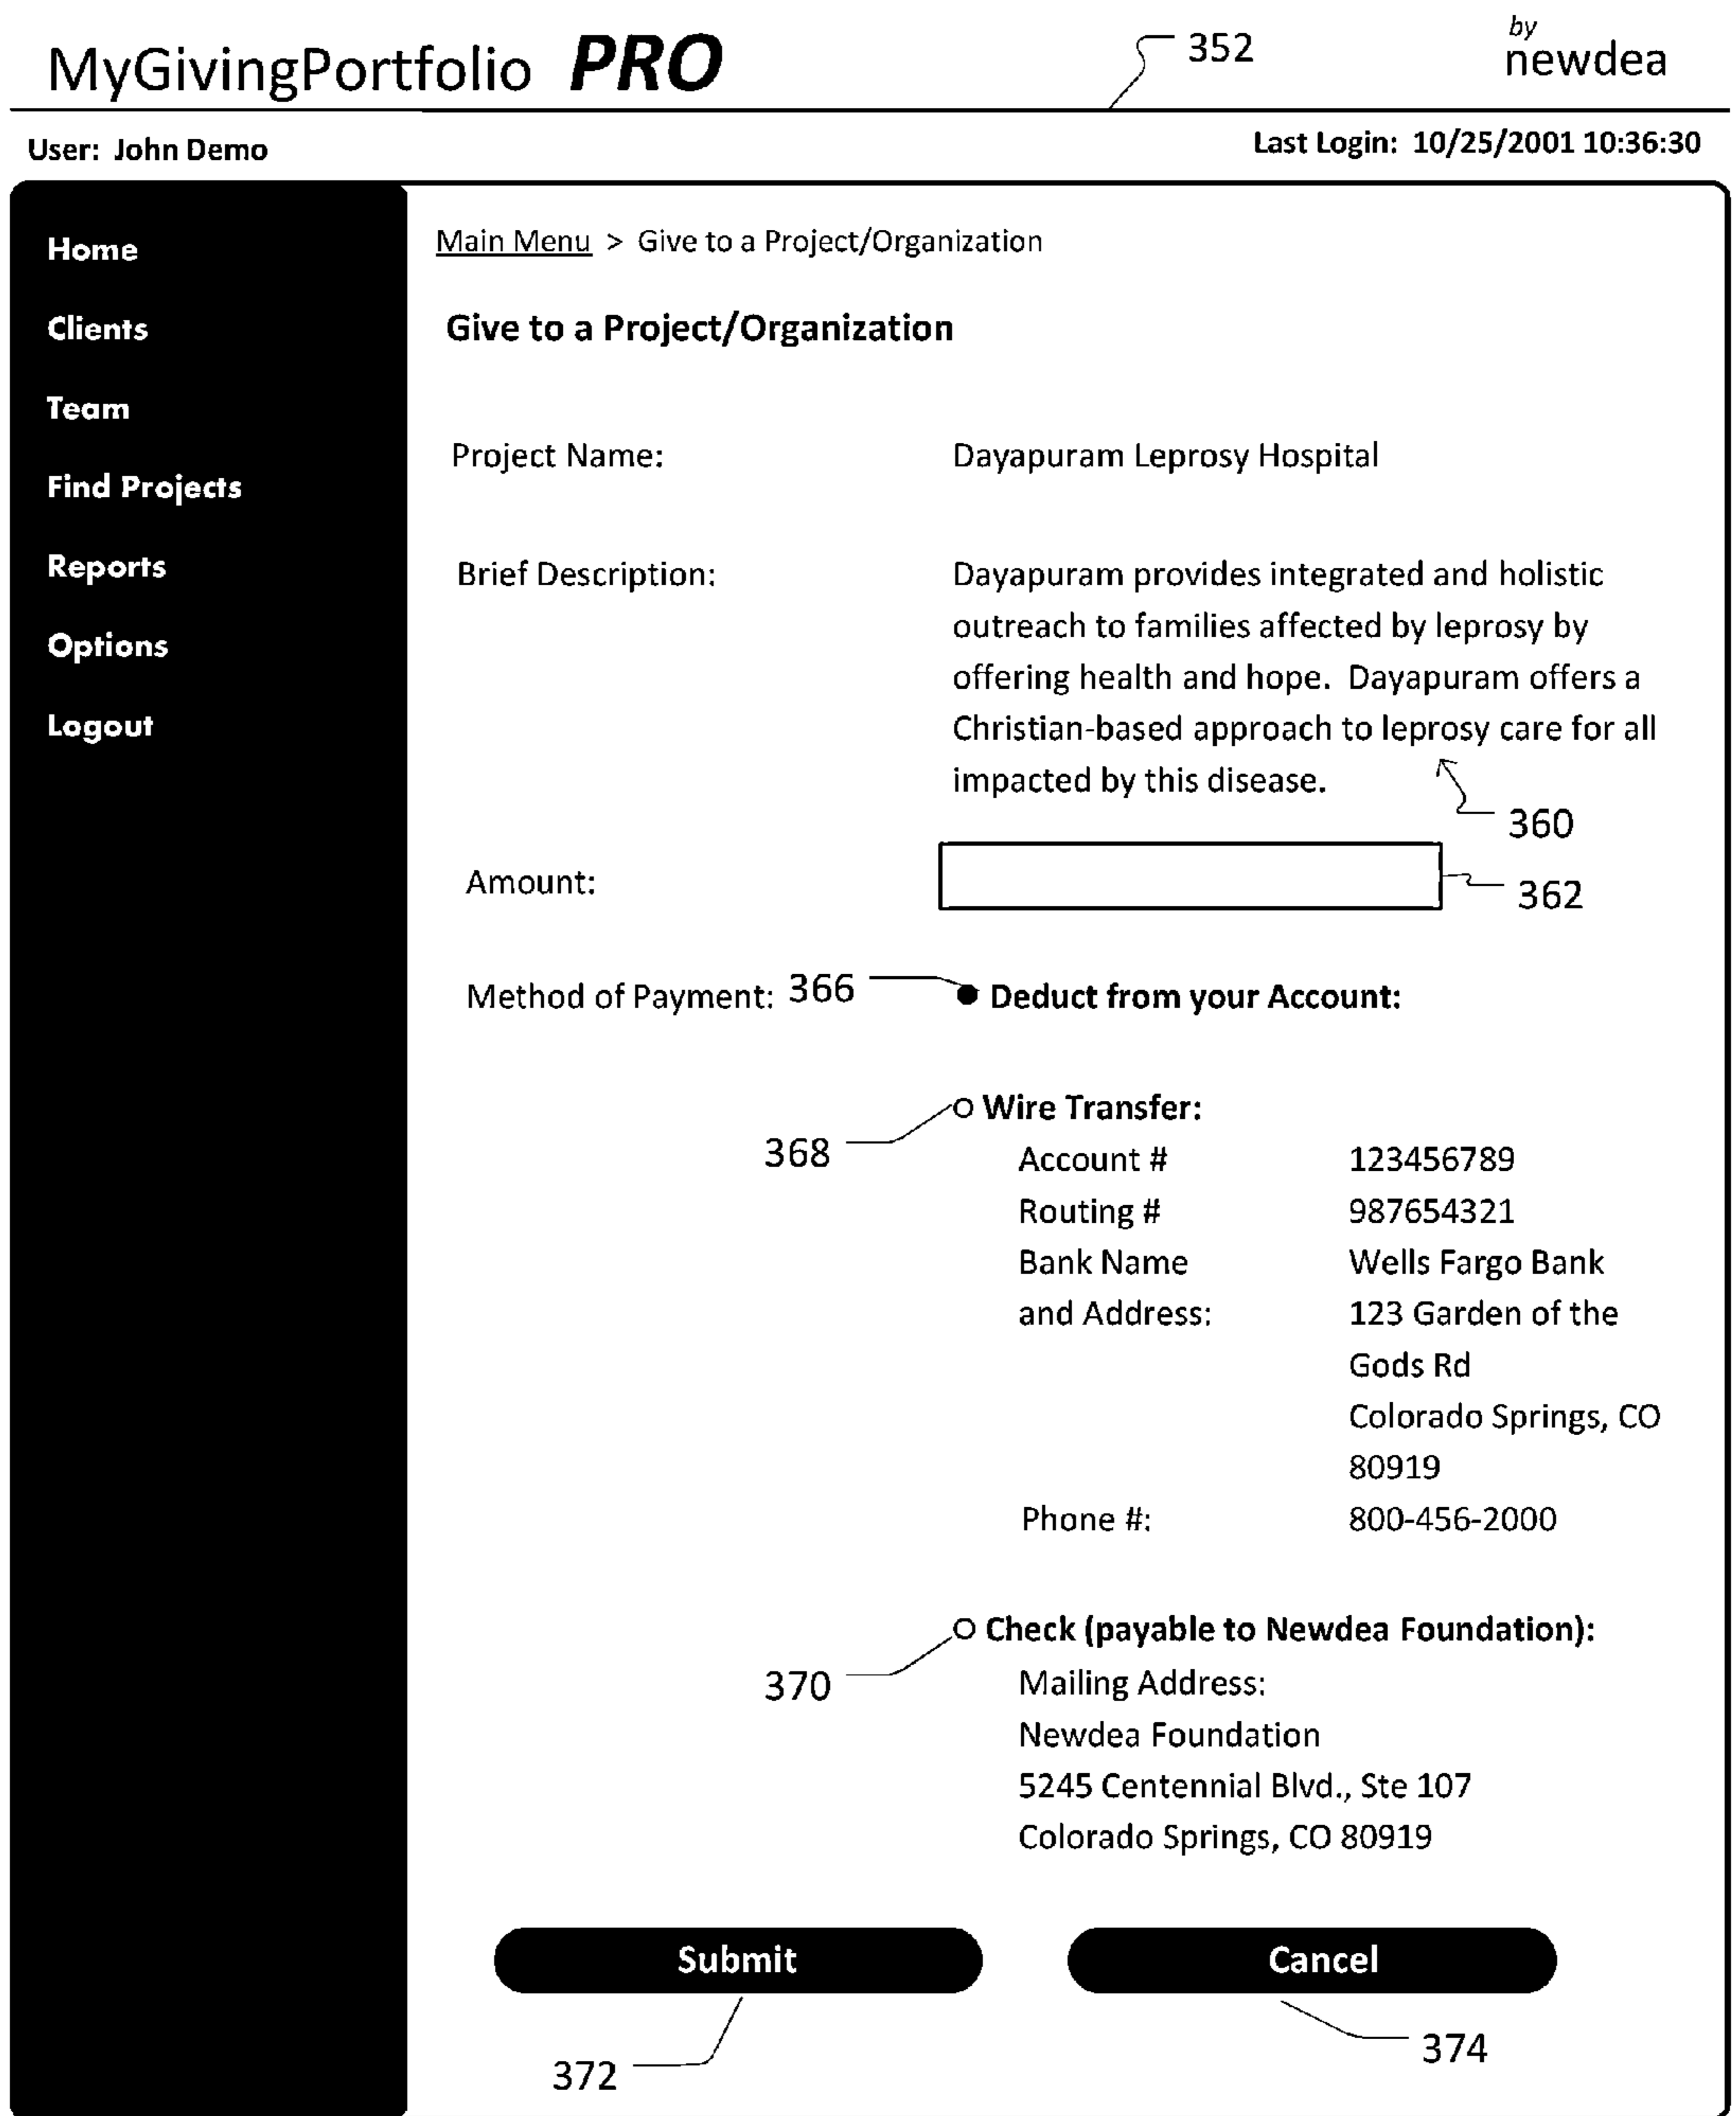 MyGivingPortfolio PRO
352
by
newdea
User: John Demo
Last Login: 10/25/2001 10:36:30
Home
Clients
Team
Find Projects
Reports
Options
Logout
Main Menu > Give to a Project/Organization
Give to a Project/Organization
Project Name: Dayapuram Leprosy Hospital
Brief Description: Dayapuram provides integrated and holistic
outreach to families affected by leprosy by
offering health and hope. Dayapuram offers a
Christian-based approach to leprosy care for all
impacted by this disease.
360
Amount:
362
Method of Payment: 366 Deduct from your Account:
Wire Transfer:
368
Account # 123456789
Routing # 987654321
Bank Name Wells Fargo Bank
and Address: 123 Garden of the
Gods Rd
Colorado Springs, CO
80919
Phone #: 800-456-2000
Check (payable to Newdea Foundation):
370
Mailing Address:
Newdea Foundation
5245 Centennial Blvd., Ste 107
Colorado Springs, CO 80919
Submit
Cancel
372
374